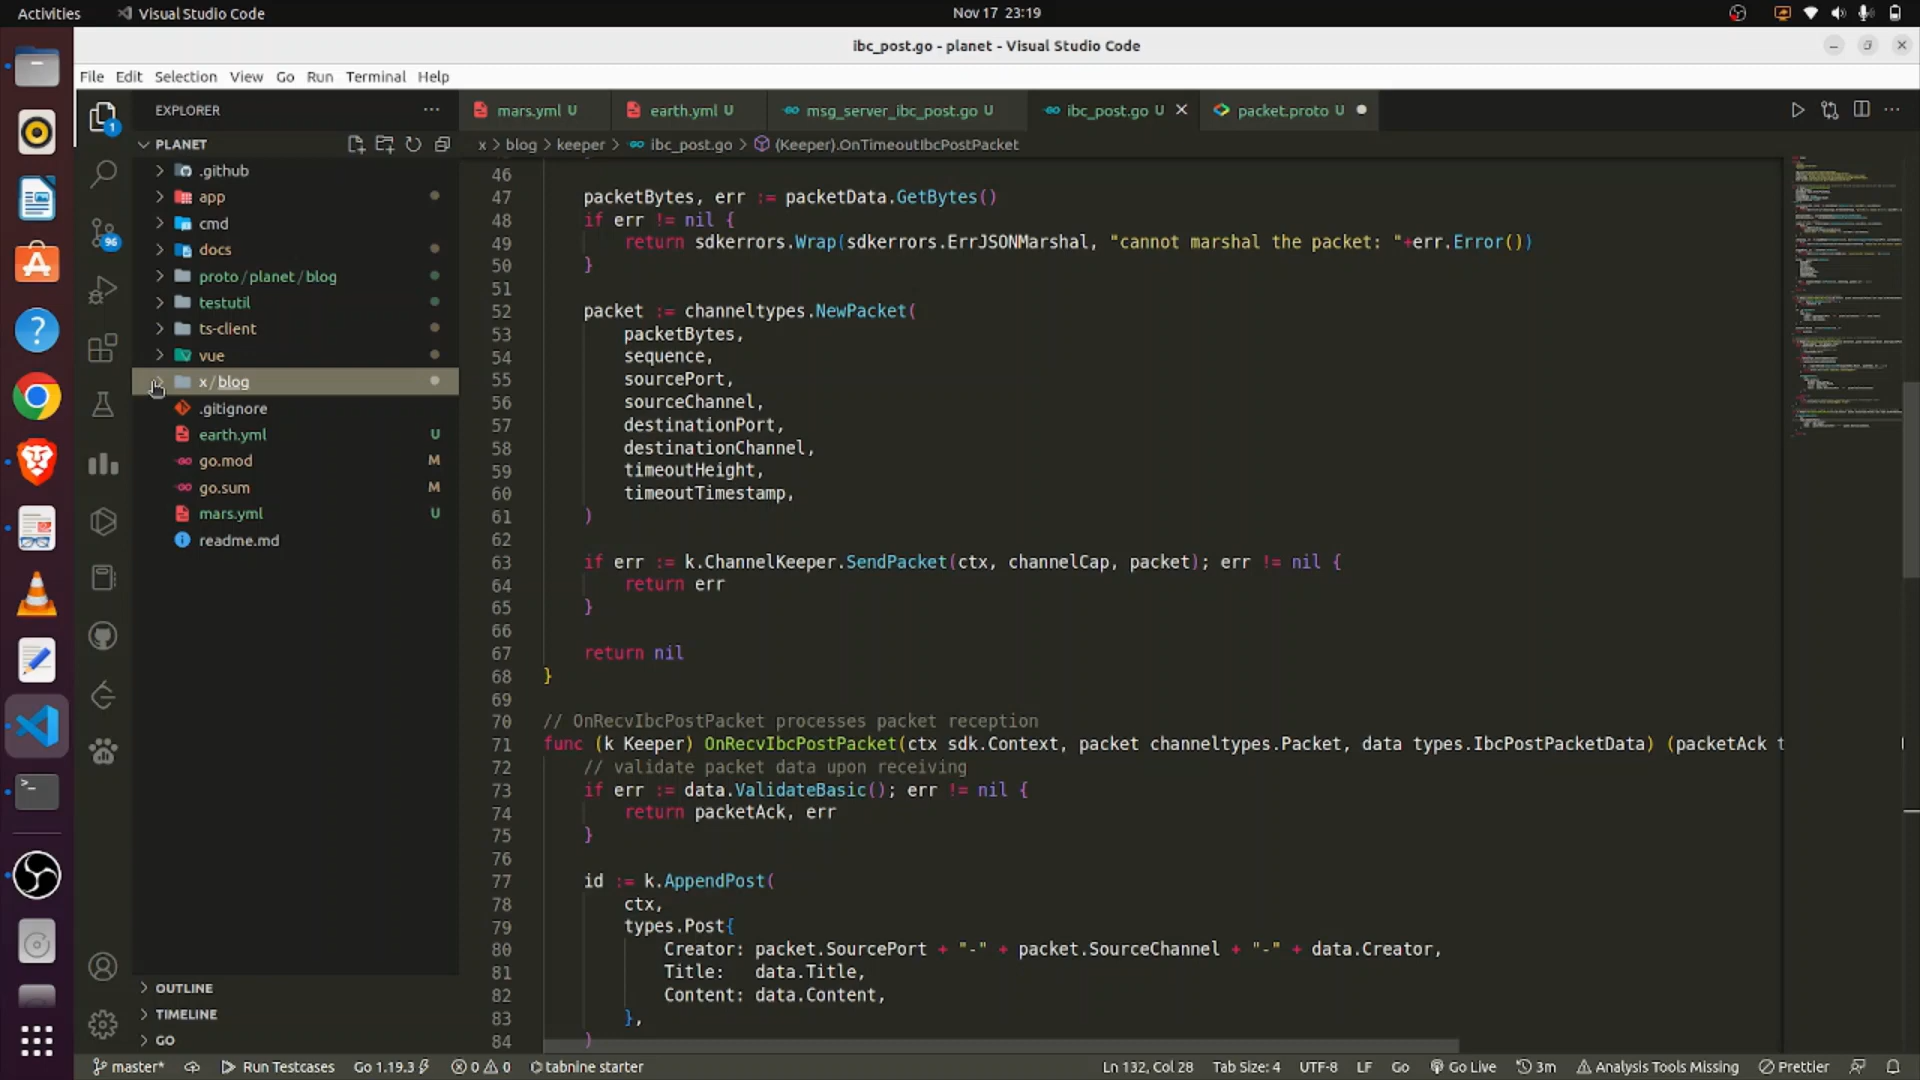 Activities
Visual Studio Code
Nov 17 23:19
ibc_post.go - planet - Visual Studio Code
File Edit Selection View Go Run Terminal Help
EXPLORER
PLANET
.github
app
cmd
docs
proto/planet/blog
testutil
ts-client
vue
x/blog
.gitignore
earth.yml U
go.mod M
go.sum M
mars.yml U
readme.md
OUTLINE
TIMELINE
GO
1
96
mars.yml U
earth.yml U
msg_server_ibc_post.go U
ibc_post.go U
packet.proto U
x > blog > keeper > ibc_post.go > (Keeper).OnTimeoutIbcPostPacket
46
47 packetBytes, err := packetData.GetBytes()
48 if err != nil {
49 return sdkerrors.Wrap(sdkerrors.ErrJSONMarshal, "cannot marshal the packet: "+err.Error())
50 }
51
52 packet := channeltypes.NewPacket(
53 packetBytes,
54 sequence,
55 sourcePort,
56 sourceChannel,
57 destinationPort,
58 destinationChannel,
59 timeoutHeight,
60 timeoutTimestamp,
61 )
62
63 if err := k.ChannelKeeper.SendPacket(ctx, channelCap, packet); err != nil {
64 return err
65 }
66
67 return nil
68 }
69
70 // OnRecvIbcPostPacket processes packet reception
71 func (k Keeper) OnRecvIbcPostPacket(ctx sdk.Context, packet channeltypes.Packet, data types.IbcPostPacketData) (packetAck t
72 // validate packet data upon receiving
73 if err := data.ValidateBasic(); err != nil {
74 return packetAck, err
75 }
76
77 id := k.AppendPost(
78 ctx,
79 types.Post{
80 Creator: packet.SourcePort + "-" + packet.SourceChannel + "-" + data.Creator,
81 Title: data.Title,
82 Content: data.Content,
83 },
84 )
master* Run Testcases Go 1.19.3 0 0 tabnine starter
Ln 132, Col 28 Tab Size: 4 UTF-8 LF Go Go Live 3m Analysis Tools Missing Prettier